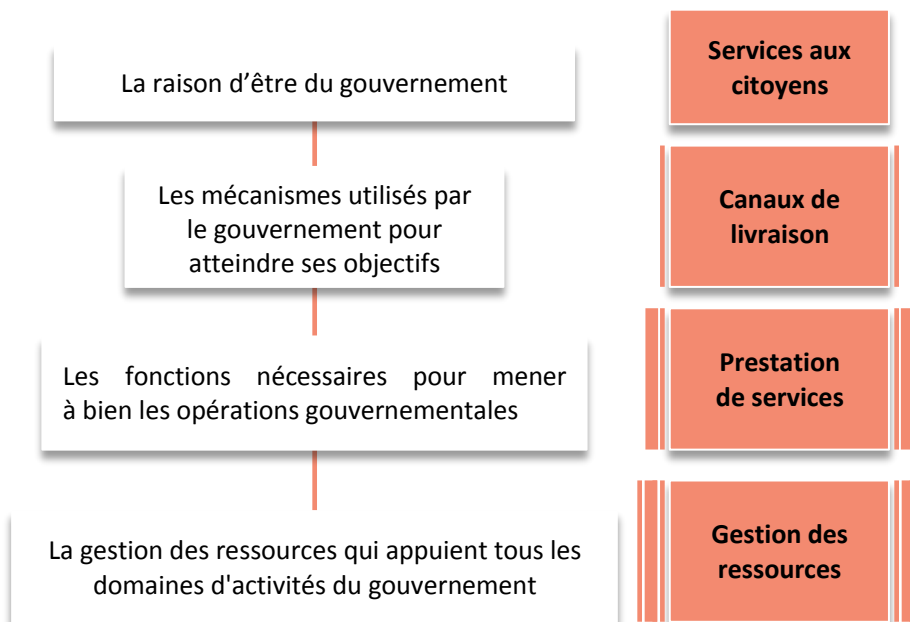 La raison d’être du gouvernement
Services aux
citoyens
Les mécanismes utilisés par
le gouvernement pour
atteindre ses objectifs
Canaux de
livraison
Les fonctions nécessaires pour mener
à bien les opérations gouvernementales
Prestation
de services
La gestion des ressources qui appuient tous les
domaines d'activités du gouvernement
Gestion des
ressources